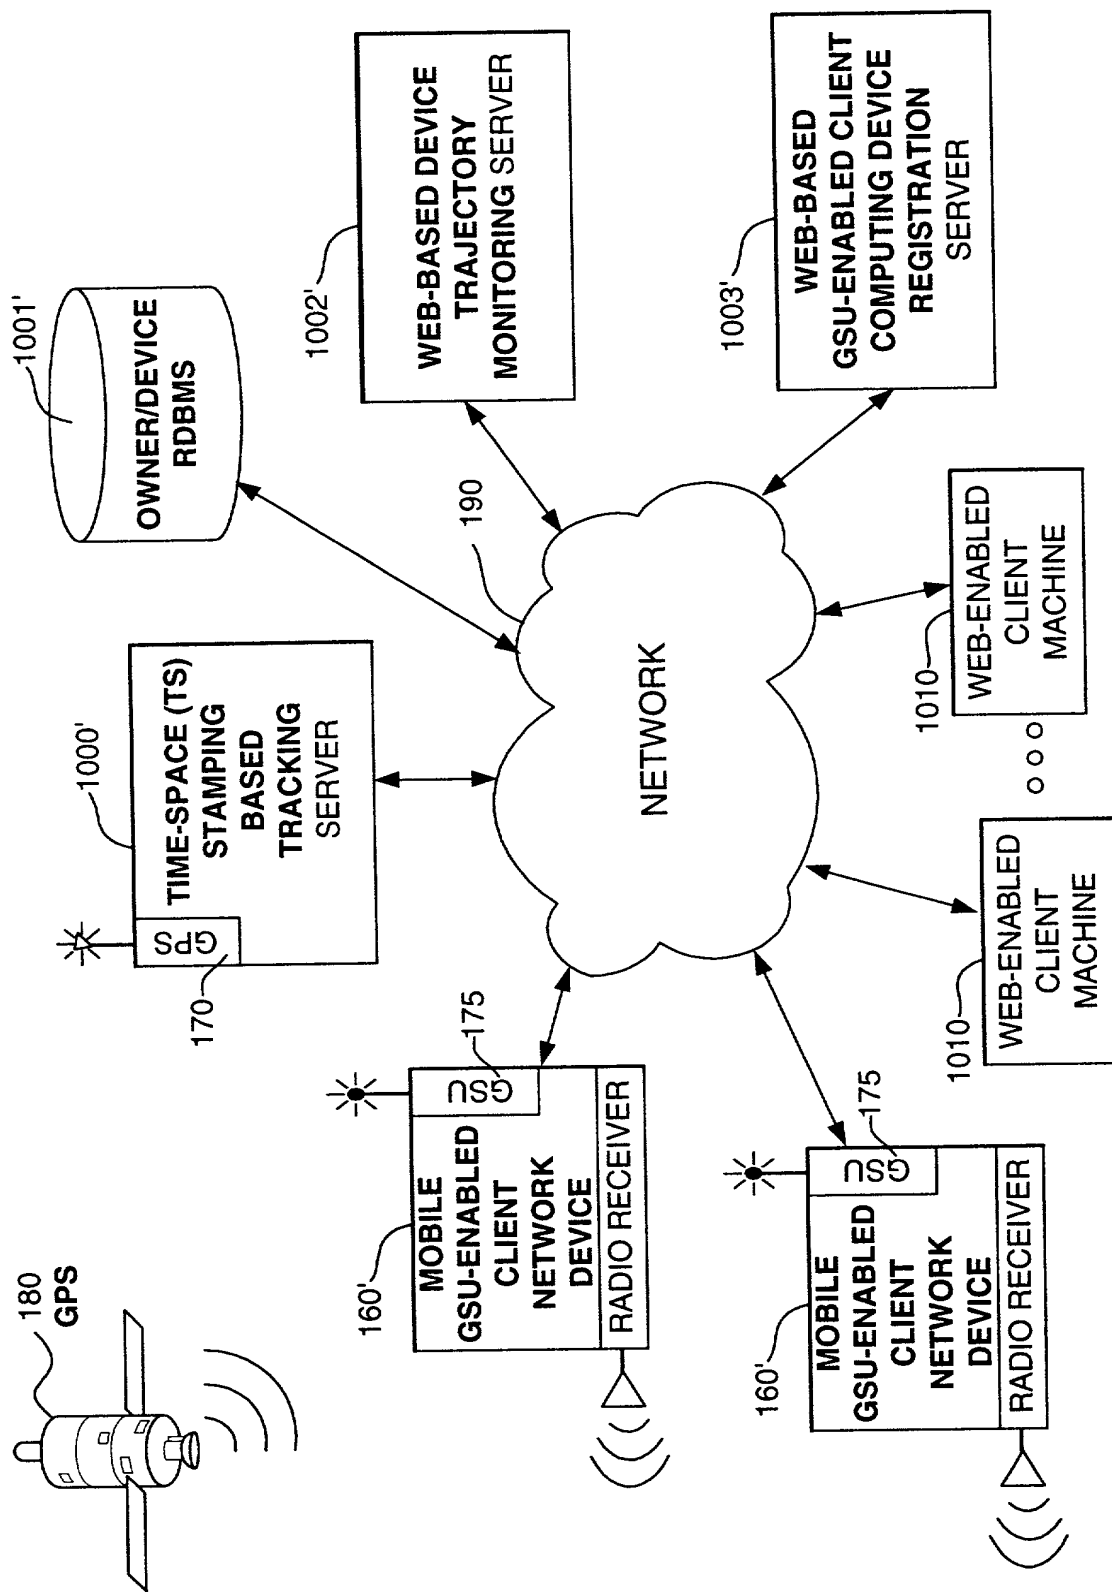 180
GPS
1000'
TIME-SPACE (TS)
STAMPING
BASED
TRACKING
SERVER
GPS
170
1001'
OWNER/DEVICE
RDBMS
160'
MOBILE
GSU-ENABLED
CLIENT
NETWORK
DEVICE
RADIO RECEIVER
GSU
175
190
NETWORK
1002'
WEB-BASED DEVICE
TRAJECTORY
MONITORING SERVER
160'
MOBILE
GSU-ENABLED
CLIENT
NETWORK
DEVICE
RADIO RECEIVER
GSU
175
1010
WEB-ENABLED
CLIENT
MACHINE
1010
WEB-ENABLED
CLIENT
MACHINE
1003'
WEB-BASED
GSU-ENABLED CLIENT
COMPUTING DEVICE
REGISTRATION
SERVER